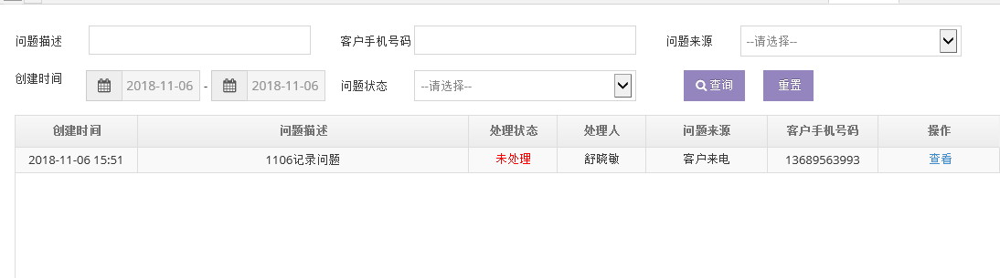 问题描述 客户手机号码 问题来源 --请选择--
创建时间 2018-11-06 - 2018-11-06 问题状态 --请选择-- 查询 重置
创建时间 问题描述 处理状态 处理人 问题来源 客户手机号码 操作
2018-11-06 15:51 1106记录问题 未处理 舒晓敏 客户来电 13689563993 查看